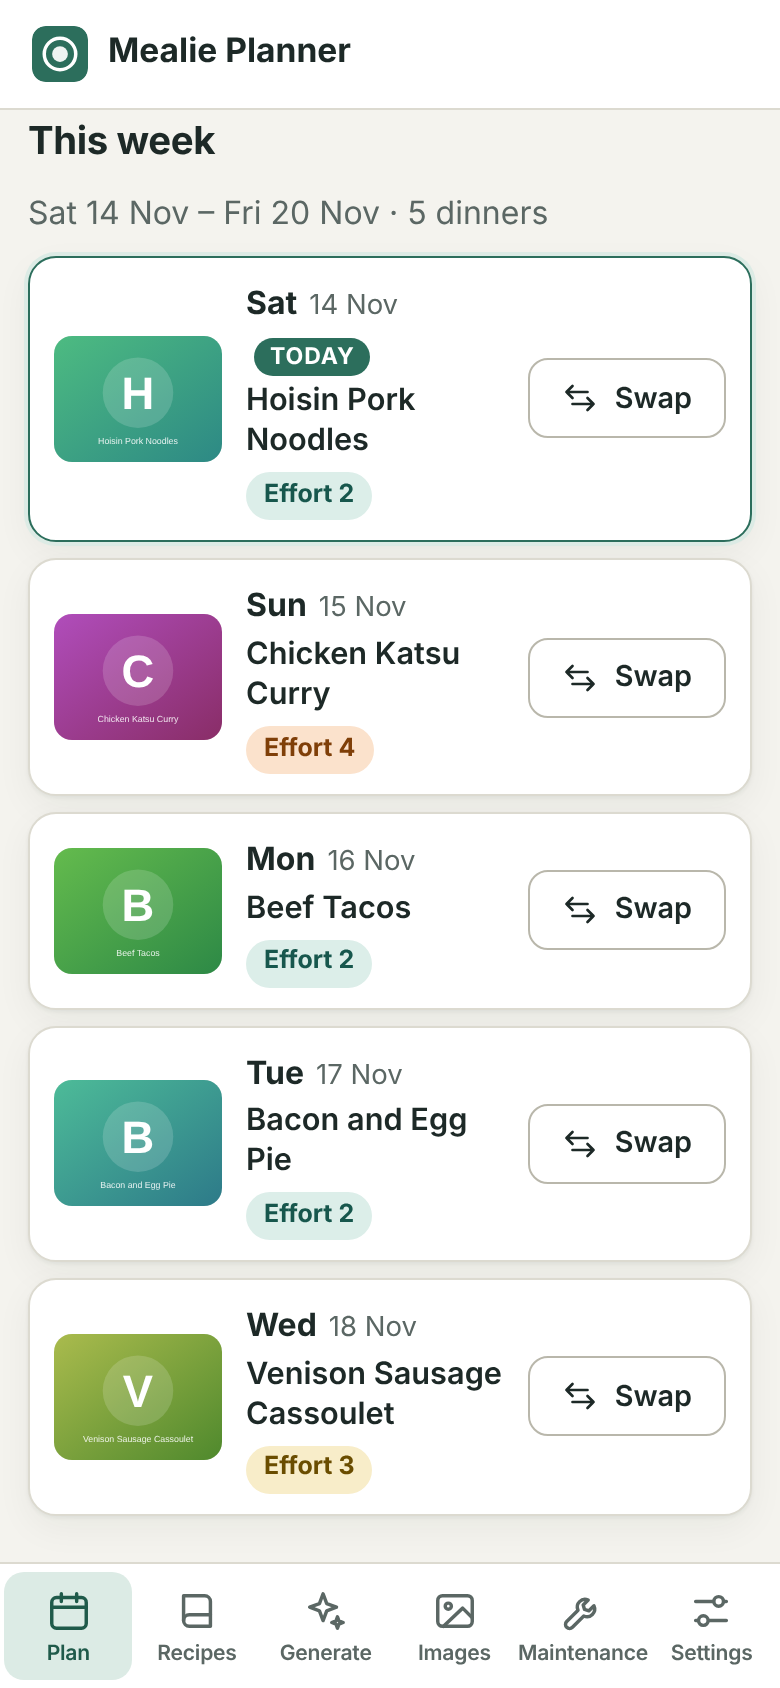 Mealie Planner
This week
Sat 14 Nov – Fri 20 Nov · 5 dinners
Sat 14 Nov
TODAY
H
Hoisin Pork Noodles
Hoisin Pork
Noodles
Effort 2
Swap
Sun 15 Nov
C
Chicken Katsu Curry
Chicken Katsu
Curry
Effort 4
Swap
Mon 16 Nov
B
Beef Tacos
Beef Tacos
Effort 2
Swap
Tue 17 Nov
B
Bacon and Egg Pie
Bacon and Egg
Pie
Effort 2
Swap
Wed 18 Nov
V
Venison Sausage Cassoulet
Venison Sausage
Cassoulet
Effort 3
Swap
Plan
Recipes
Generate
Images
Maintenance
Settings